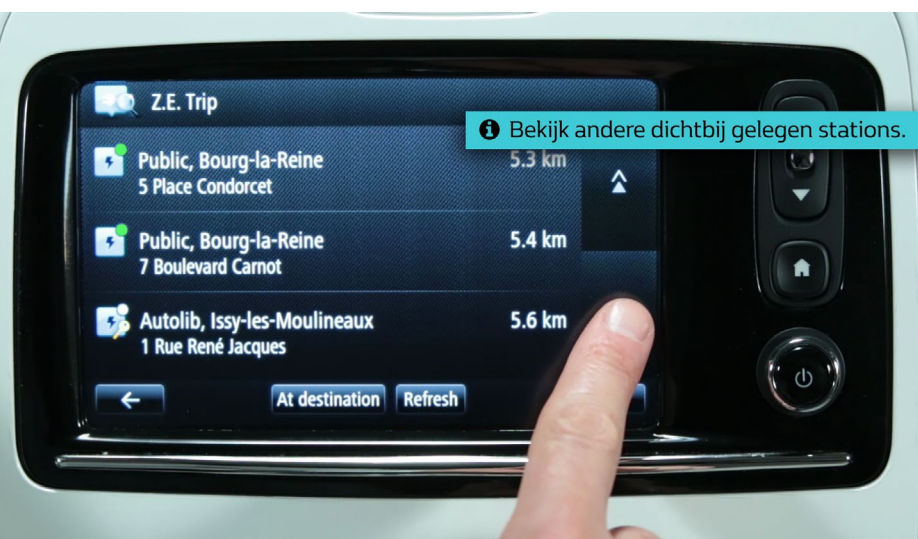 Z.E. Trip
Bekijk andere dichtbij gelegen stations.
Public, Bourg-la-Reine 5.3 km
5 Place Condorcet
Public, Bourg-la-Reine 5.4 km
7 Boulevard Carnot
Autolib, Issy-les-Moulineaux 5.6 km
1 Rue René Jacques
At destination Refresh